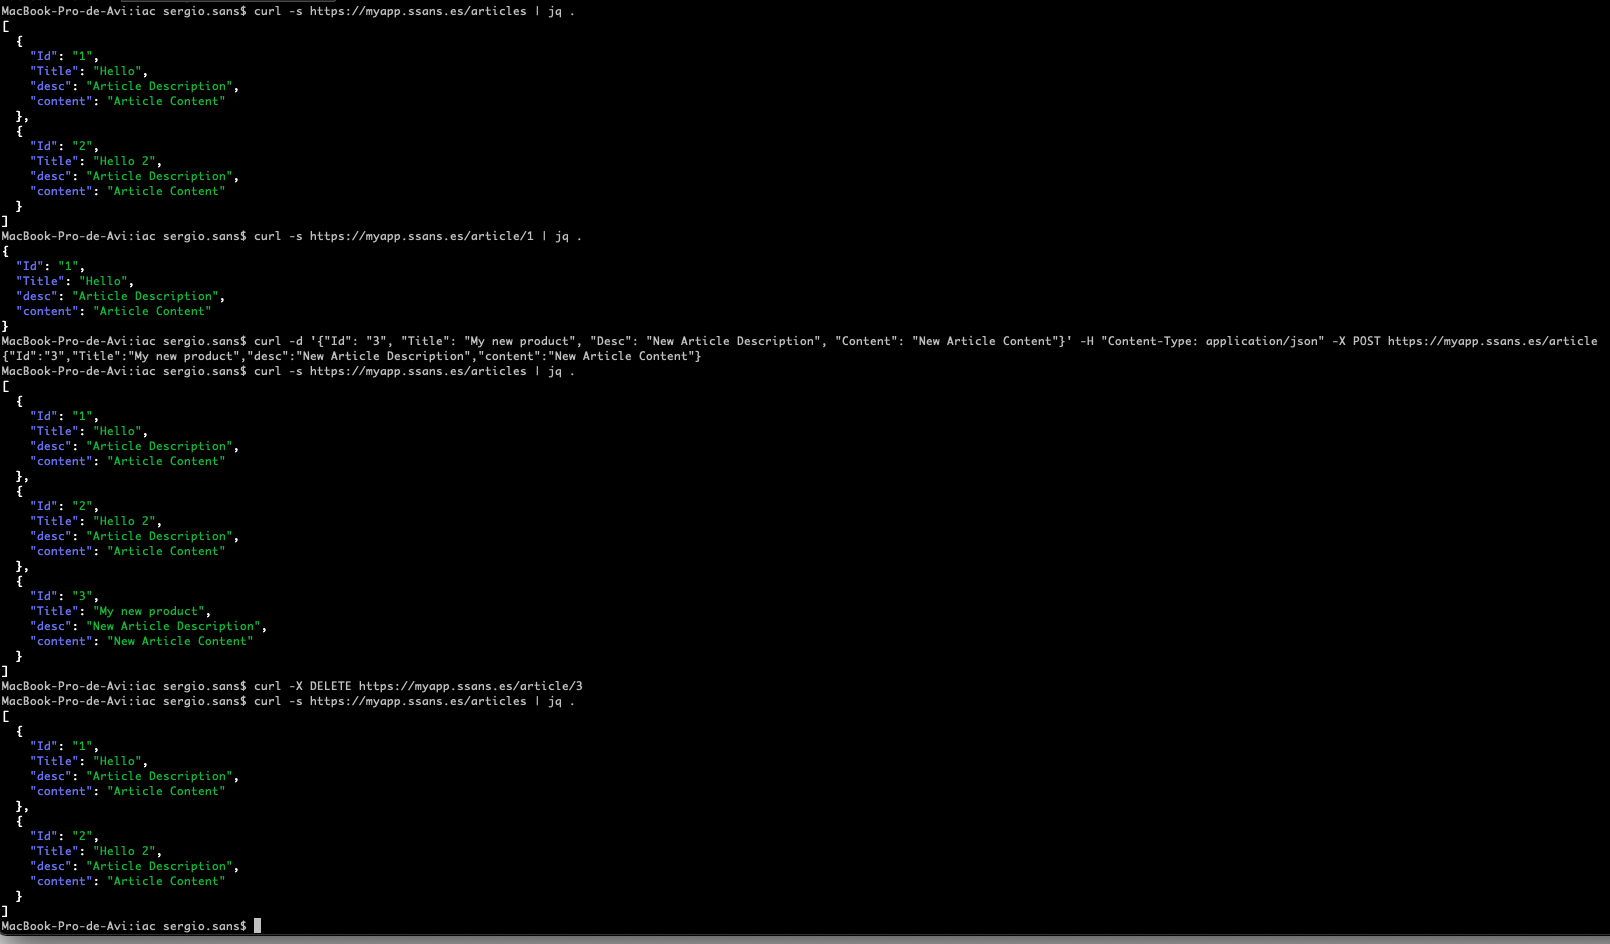 MacBook-Pro-de-Avi:iac sergio.sans$ curl -s https://myapp.ssans.es/articles | jq .
[
  {
    "Id": "1",
    "Title": "Hello",
    "desc": "Article Description",
    "content": "Article Content"
  },
  {
    "Id": "2",
    "Title": "Hello 2",
    "desc": "Article Description",
    "content": "Article Content"
  }
]
MacBook-Pro-de-Avi:iac sergio.sans$ curl -s https://myapp.ssans.es/article/1 | jq .
{
  "Id": "1",
  "Title": "Hello",
  "desc": "Article Description",
  "content": "Article Content"
}
MacBook-Pro-de-Avi:iac sergio.sans$ curl -d '{"Id": "3", "Title": "My new product", "Desc": "New Article Description", "Content": "New Article Content"}' -H "Content-Type: application/json" -X POST https://myapp.ssans.es/article
{"Id":"3","Title":"My new product","desc":"New Article Description","content":"New Article Content"}
MacBook-Pro-de-Avi:iac sergio.sans$ curl -s https://myapp.ssans.es/articles | jq .
[
  {
    "Id": "1",
    "Title": "Hello",
    "desc": "Article Description",
    "content": "Article Content"
  },
  {
    "Id": "2",
    "Title": "Hello 2",
    "desc": "Article Description",
    "content": "Article Content"
  },
  {
    "Id": "3",
    "Title": "My new product",
    "desc": "New Article Description",
    "content": "New Article Content"
  }
]
MacBook-Pro-de-Avi:iac sergio.sans$ curl -X DELETE https://myapp.ssans.es/article/3
MacBook-Pro-de-Avi:iac sergio.sans$ curl -s https://myapp.ssans.es/articles | jq .
[
  {
    "Id": "1",
    "Title": "Hello",
    "desc": "Article Description",
    "content": "Article Content"
  },
  {
    "Id": "2",
    "Title": "Hello 2",
    "desc": "Article Description",
    "content": "Article Content"
  }
]
MacBook-Pro-de-Avi:iac sergio.sans$